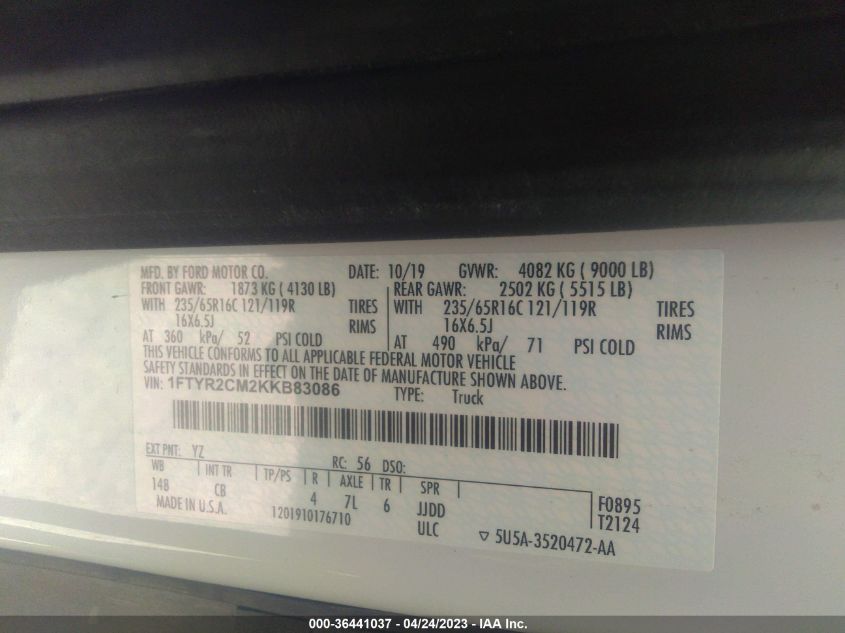 MFD. BY FORD MOTOR CO. DATE: 10/19 GVWR: 4082 KG ( 9000 LB)
FRONT GAWR: 1873 KG ( 4130 LB) REAR GAWR: 2502 KG ( 5515 LB)
WITH 235/65R16C 121/119R TIRES WITH 235/65R16C 121/119R TIRES
16X6.5J RIMS 16X6.5J RIMS
AT 360 kPa/ 52 PSI COLD AT 490 kPa/ 71 PSI COLD
THIS VEHICLE CONFORMS TO ALL APPLICABLE FEDERAL MOTOR VEHICLE
SAFETY STANDARDS IN EFFECT ON THE DATE OF MANUFACTURE SHOWN ABOVE.
VIN: 1FTYR2CM2KKB83086 TYPE: Truck
EXT PNT: YZ RC: 56 DSO:
WB INT TR TP/PS R AXLE TR SPR
148 CB 4 7L 6 JJDD F0895
MADE IN U.S.A. 1201910176710 ULC T2124
5U5A-3520472-AA
000-36441037 - 04/24/2023 - IAA Inc.